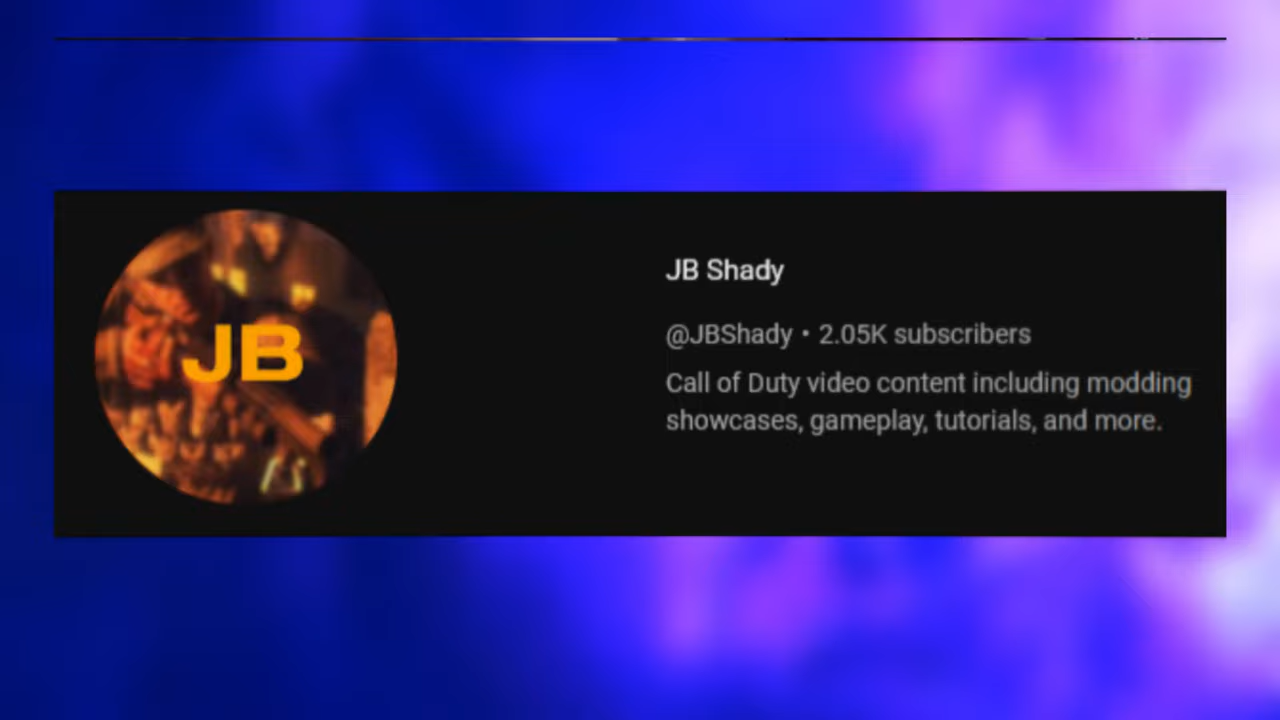 JB
JB Shady
@JBShady • 2.05K subscribers
Call of Duty video content including modding
showcases, gameplay, tutorials, and more.